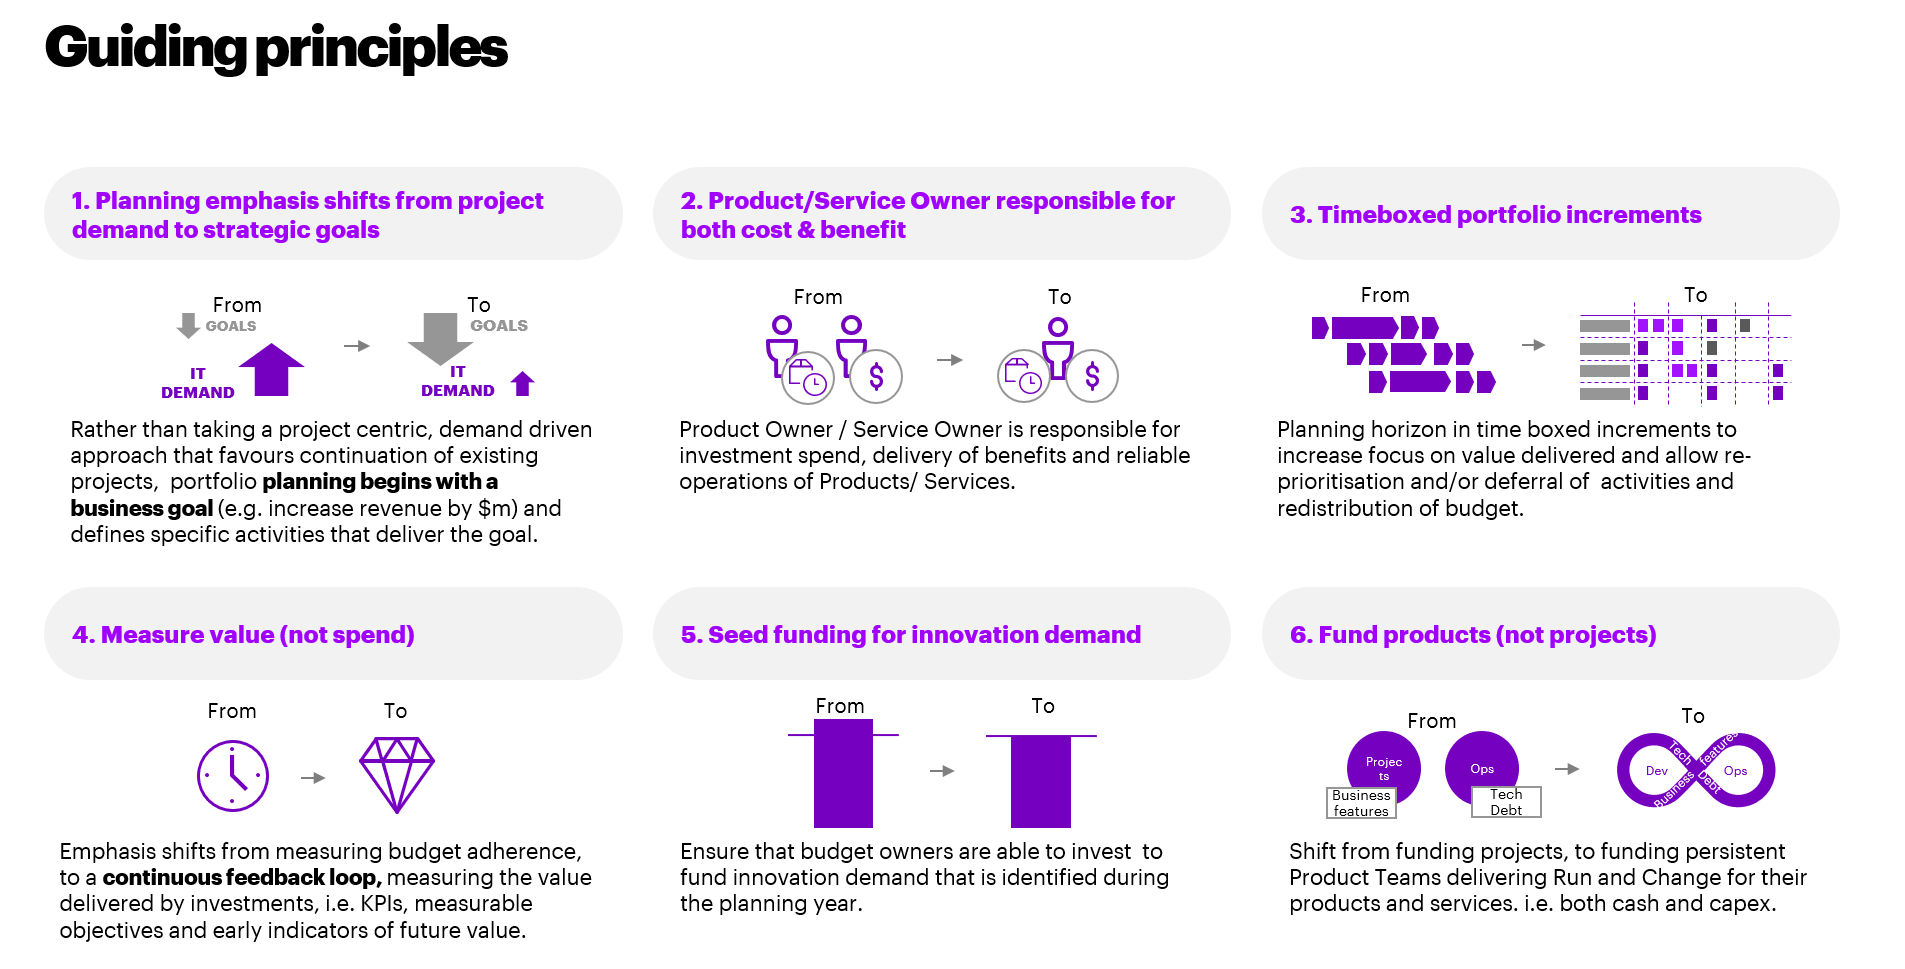 Guiding principles
1. Planning emphasis shifts from project
demand to strategic goals
From
To
GOALS
GOALS
IT
DEMAND
IT
DEMAND
Rather than taking a project centric, demand driven
approach that favours continuation of existing
projects,  portfolio planning begins with a
business goal (e.g. increase revenue by $m) and
defines specific activities that deliver the goal.
2. Product/Service Owner responsible for
both cost & benefit
From
To
$
$
Product Owner / Service Owner is responsible for
investment spend, delivery of benefits and reliable
operations of Products/ Services.
3. Timeboxed portfolio increments
From
To
Planning horizon in time boxed increments to
increase focus on value delivered and allow re-
prioritisation and/or deferral of  activities and
redistribution of budget.
4. Measure value (not spend)
From
To
Emphasis shifts from measuring budget adherence,
to a continuous feedback loop, measuring the value
delivered by investments, i.e. KPIs, measurable
objectives and early indicators of future value.
5. Seed funding for innovation demand
From
To
Ensure that budget owners are able to invest  to
fund innovation demand that is identified during
the planning year.
6. Fund products (not projects)
From
To
Projec
ts
Business
features
Ops
Tech
Debt
Dev
Tech
Debt
Business
features
Ops
Shift from funding projects, to funding persistent
Product Teams delivering Run and Change for their
products and services. i.e. both cash and capex.